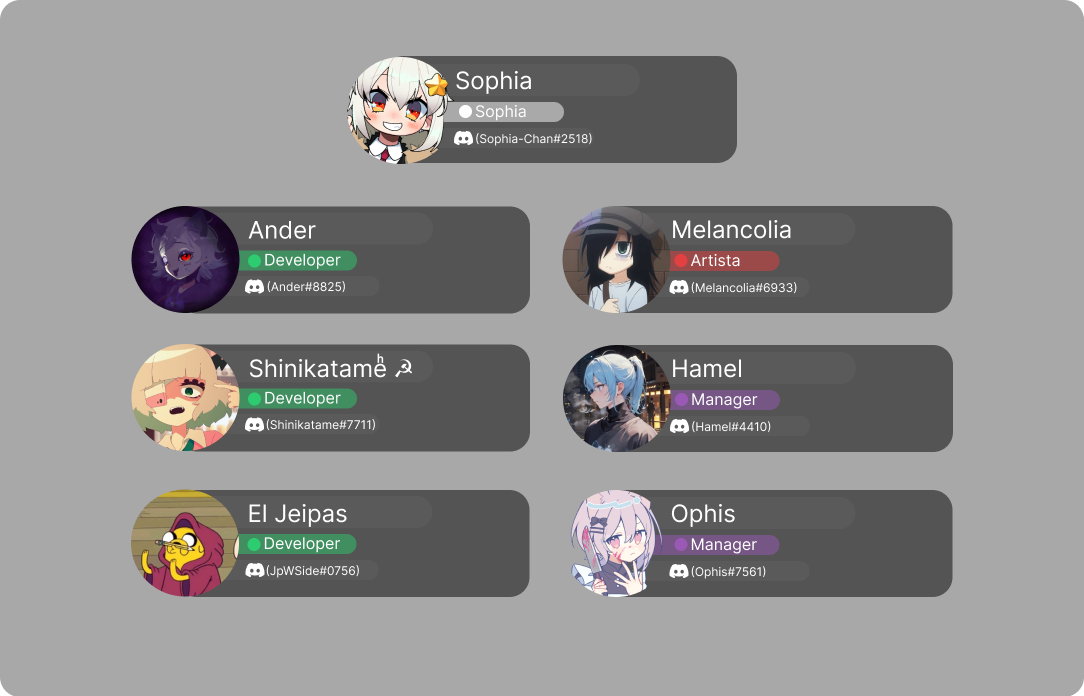 Sophia
Sophia
(Sophia-Chan#2518)
Ander
Developer
(Ander#8825)
Melancolia
Artista
(Melancolia#6933)
Shinikatameͪ ☭
Developer
(Shinikatame#7711)
Hamel
Manager
(Hamel#4410)
El Jeipas
Developer
(JpWSide#0756)
Ophis
Manager
(Ophis#7561)